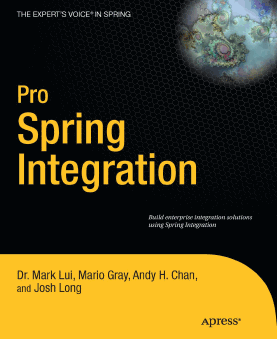 THE EXPERT'S VOICE® IN SPRING
Pro
Spring
Integration
Build enterprise integration solutions
using Spring Integration
Dr. Mark Lui, Mario Gray, Andy H. Chan,
and Josh Long
Apress®